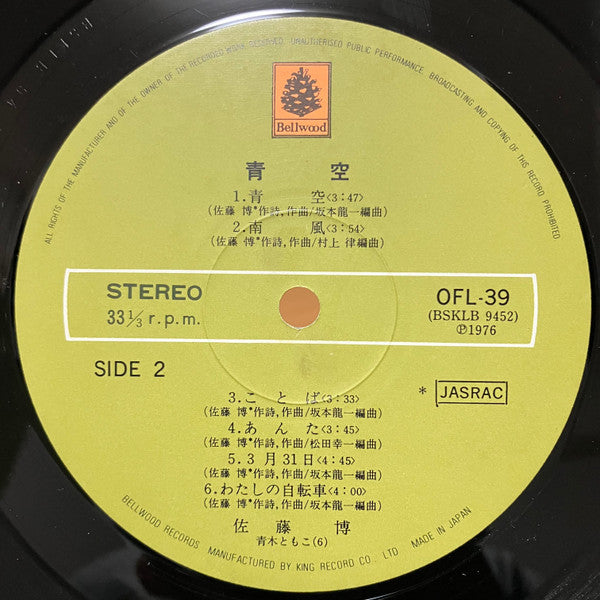 ALL RIGHTS OF THE MANUFACTURER AND OF THE OWNER OF THE RECORDED WORK RESERVED. UNAUTHORISED PUBLIC PERFORMANCE, BROADCASTING AND COPYING OF THIS RECORD PROHIBITED
Bellwood
青 空
1.青 空<3:47>
(佐藤 博*作詩,作曲/坂本龍一編曲)
2.南 風<3:54>
(佐藤 博*作詩,作曲/村上 律編曲)
STEREO
33 1/3 r.p.m.
OFL-39
(BSKLB 9452)
℗1976
SIDE 2
* JASRAC
3.こ と ば<3:33>
(佐藤 博*作詩,作曲/坂本龍一編曲)
4.あ ん た<3:45>
(佐藤 博*作詩,作曲/松田幸一編曲)
5.3月31日<4:45>
(佐藤 博*作詩,作曲/坂本龍一編曲)
6.わたしの自転車<4:00>
(佐藤 博*作詩,作曲/坂本龍一編曲)
佐 藤 博
青木ともこ(6)
BELLWOOD RECORDS MANUFACTURED BY KING RECORD CO., LTD. MADE IN JAPAN